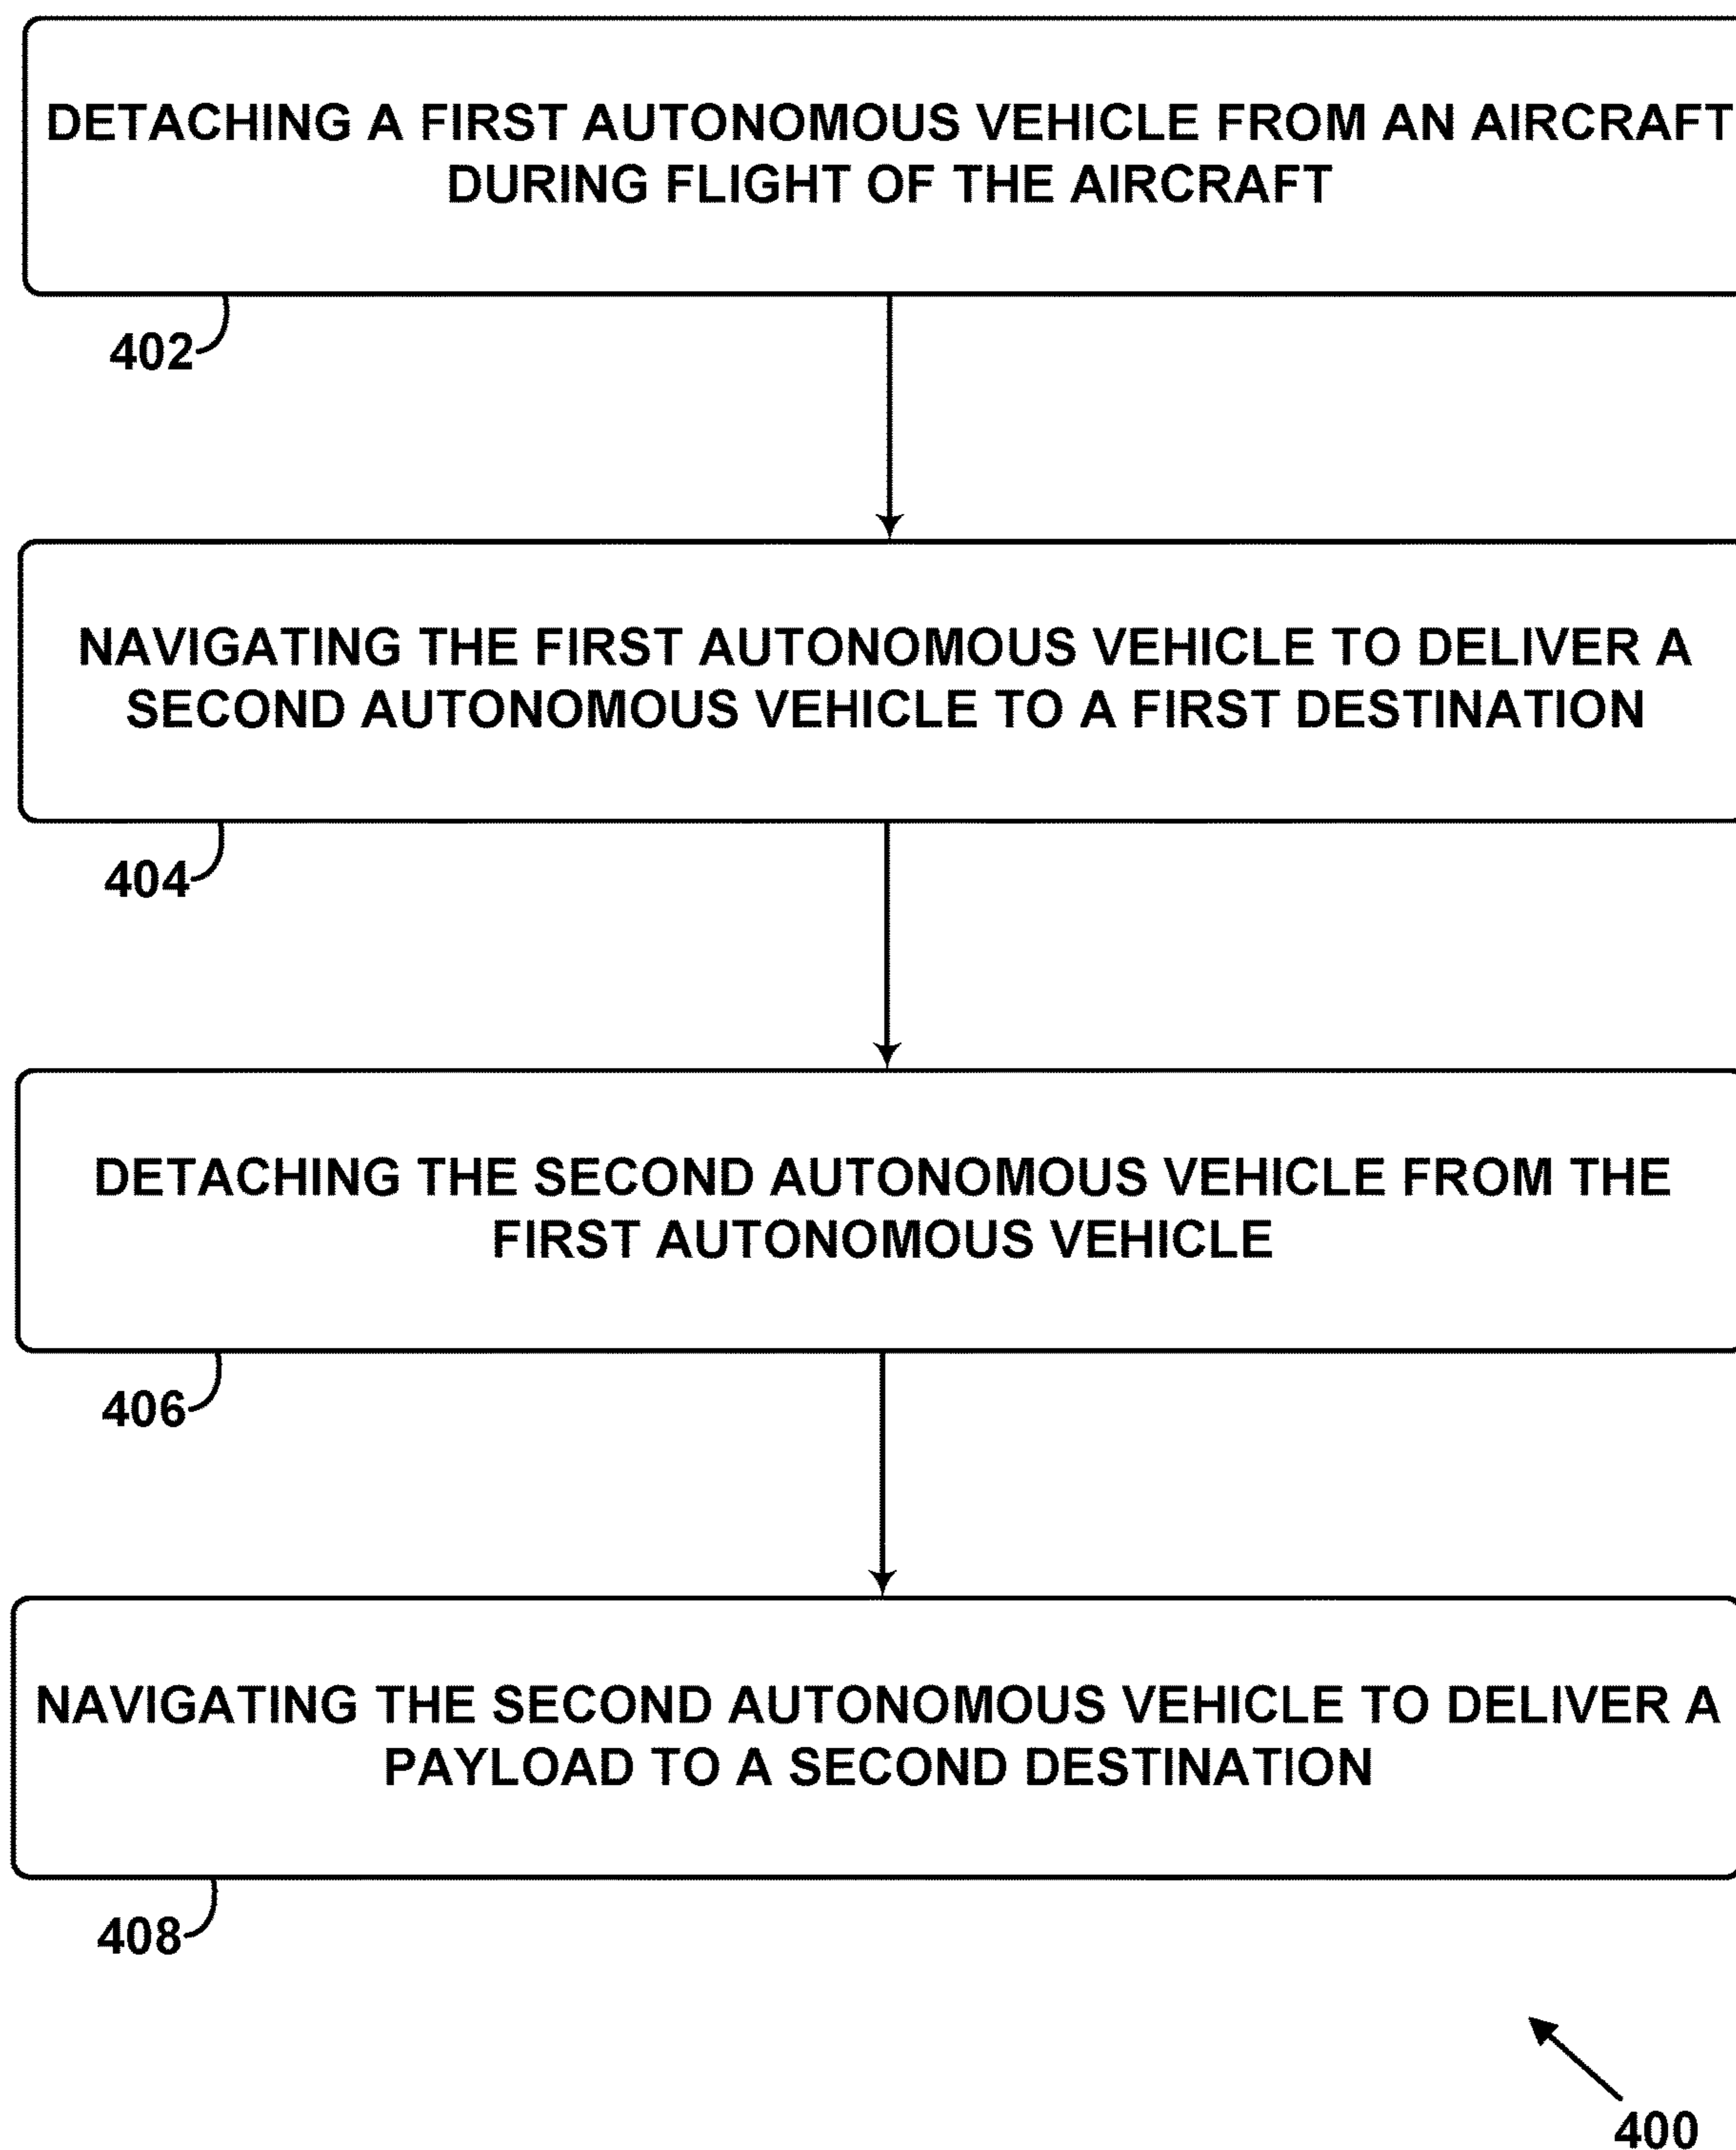 DETACHING A FIRST AUTONOMOUS VEHICLE FROM AN AIRCRAFT
DURING FLIGHT OF THE AIRCRAFT
402
NAVIGATING THE FIRST AUTONOMOUS VEHICLE TO DELIVER A
SECOND AUTONOMOUS VEHICLE TO A FIRST DESTINATION
404
DETACHING THE SECOND AUTONOMOUS VEHICLE FROM THE
FIRST AUTONOMOUS VEHICLE
406
NAVIGATING THE SECOND AUTONOMOUS VEHICLE TO DELIVER A
PAYLOAD TO A SECOND DESTINATION
408
400